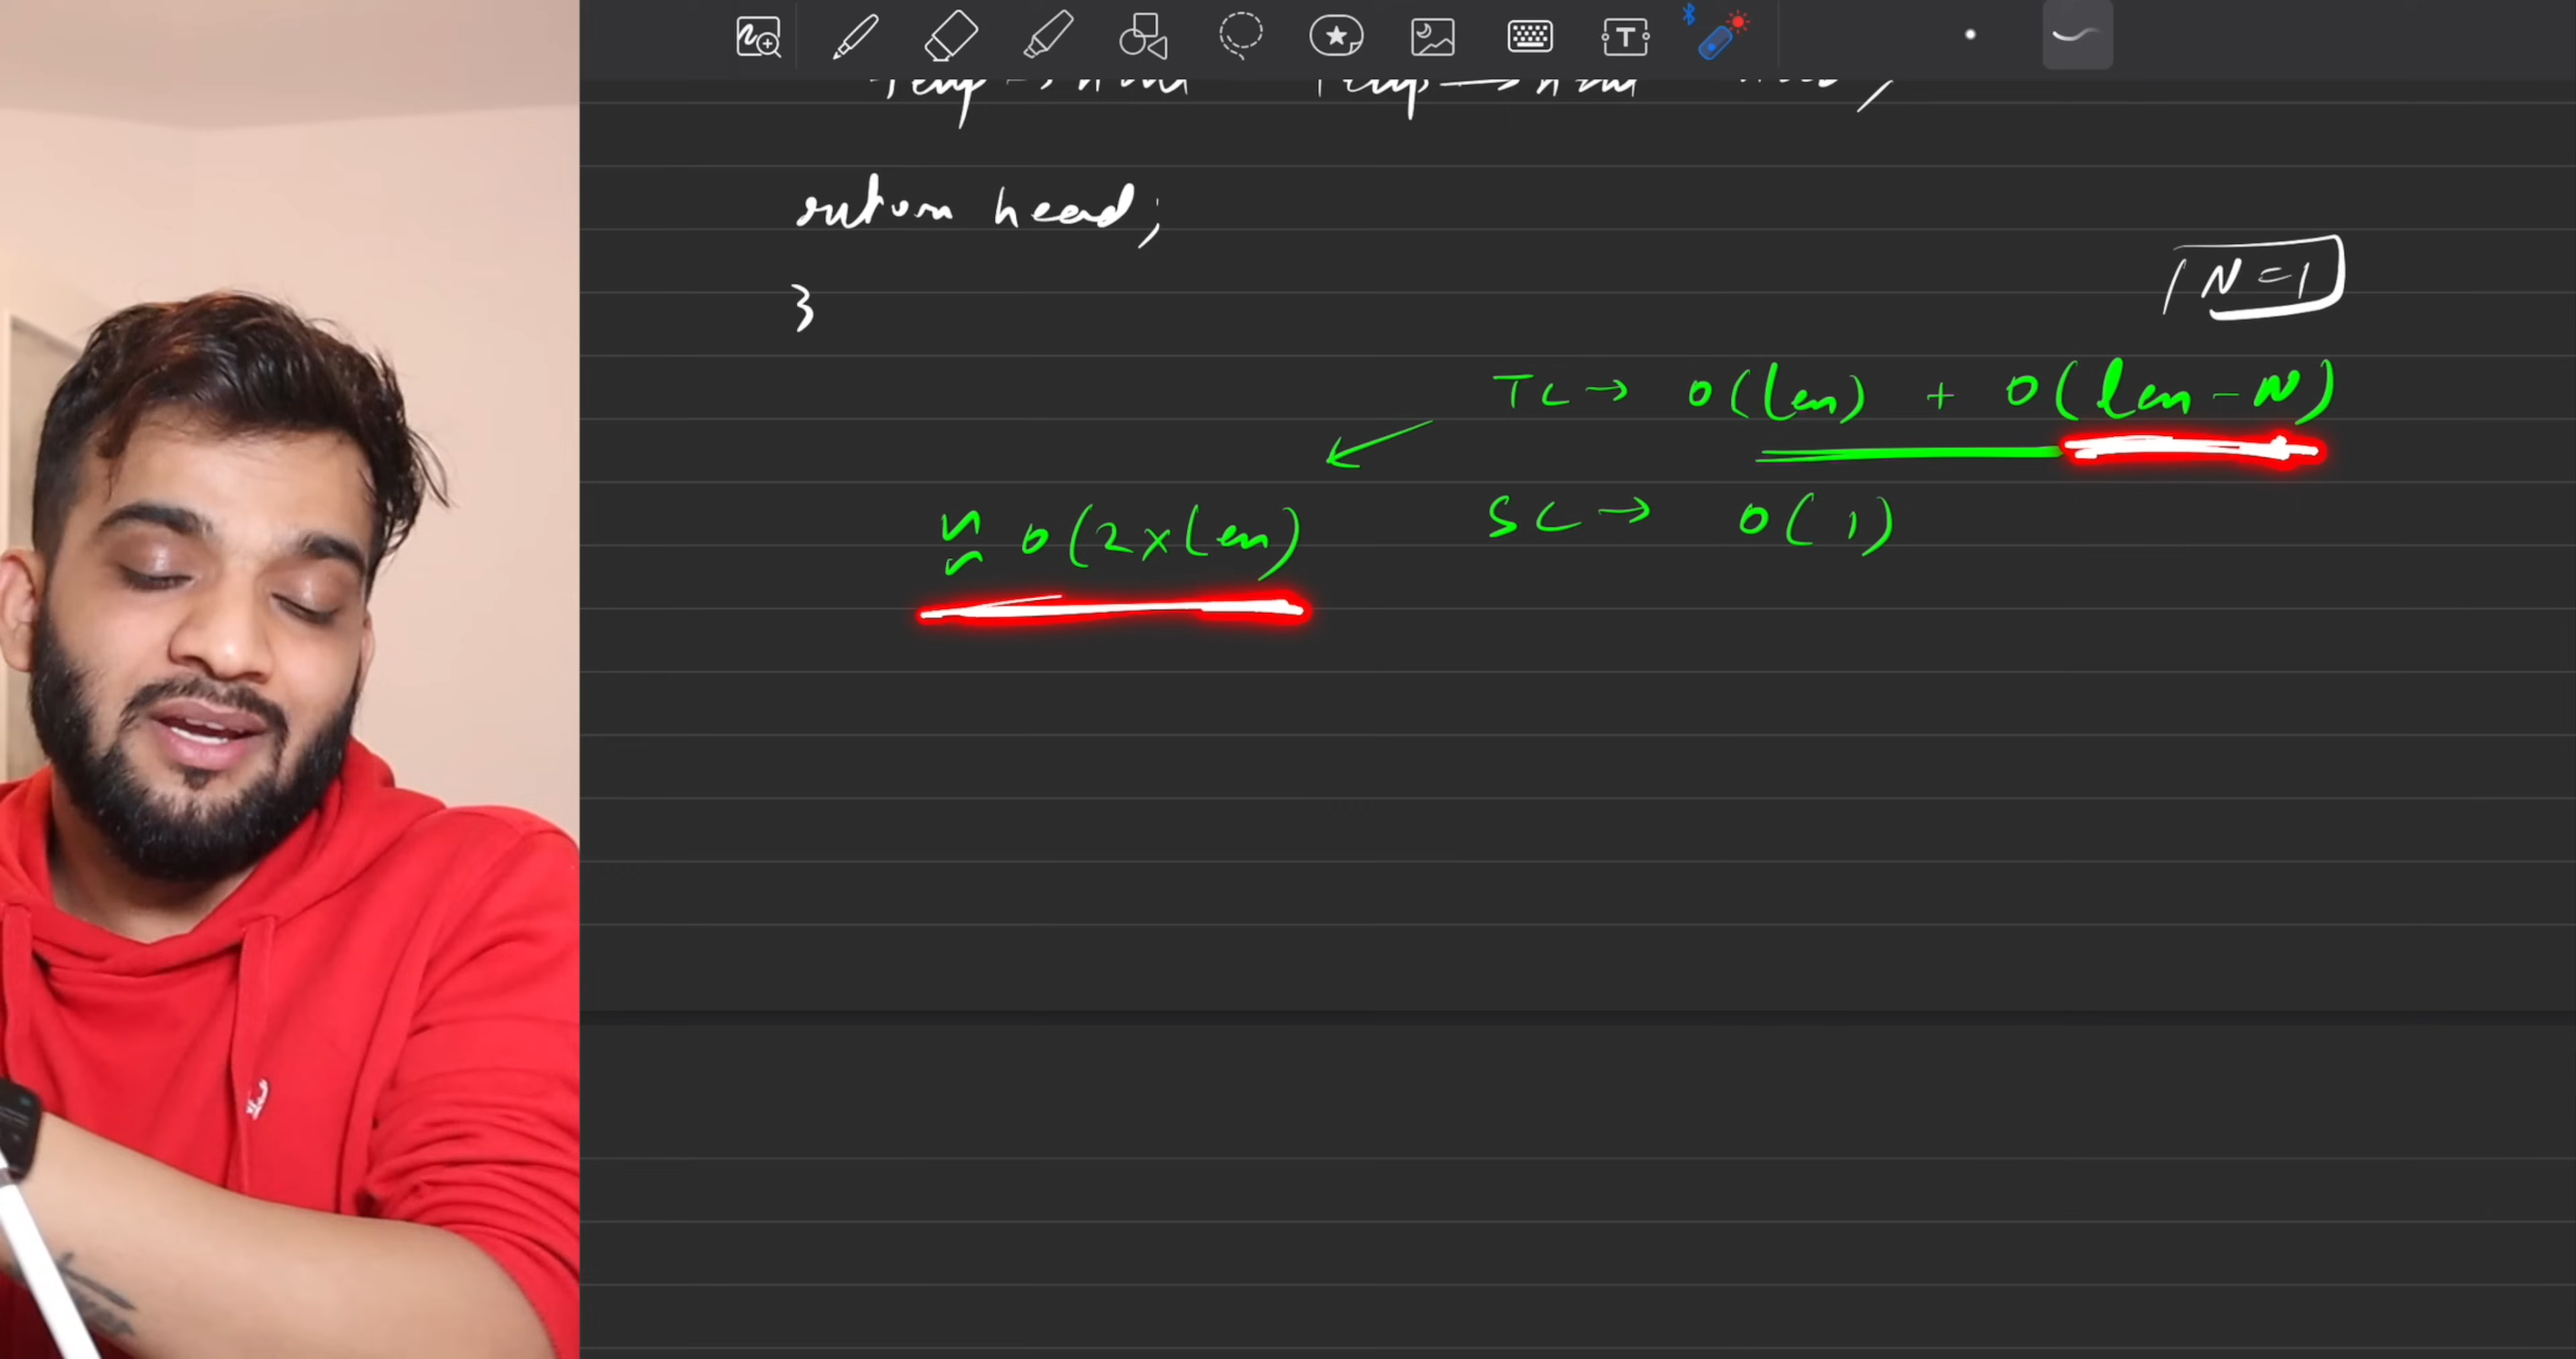 return head;
}
N=1
TC → O(len) + O(len-N)
≈ O(2×len)
SC → O(1)